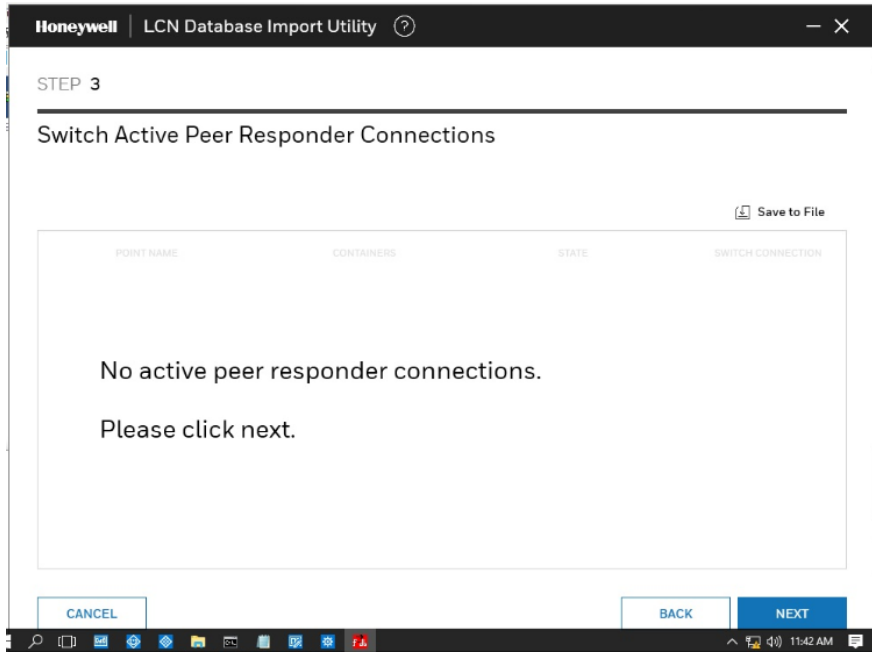 Honeywell LCN Database Import Utility ?
STEP 3
Switch Active Peer Responder Connections
Save to File
POINT NAME CONTAINERS STATE SWITCH CONNECTION
No active peer responder connections.
Please click next.
CANCEL BACK NEXT
11:42 AM